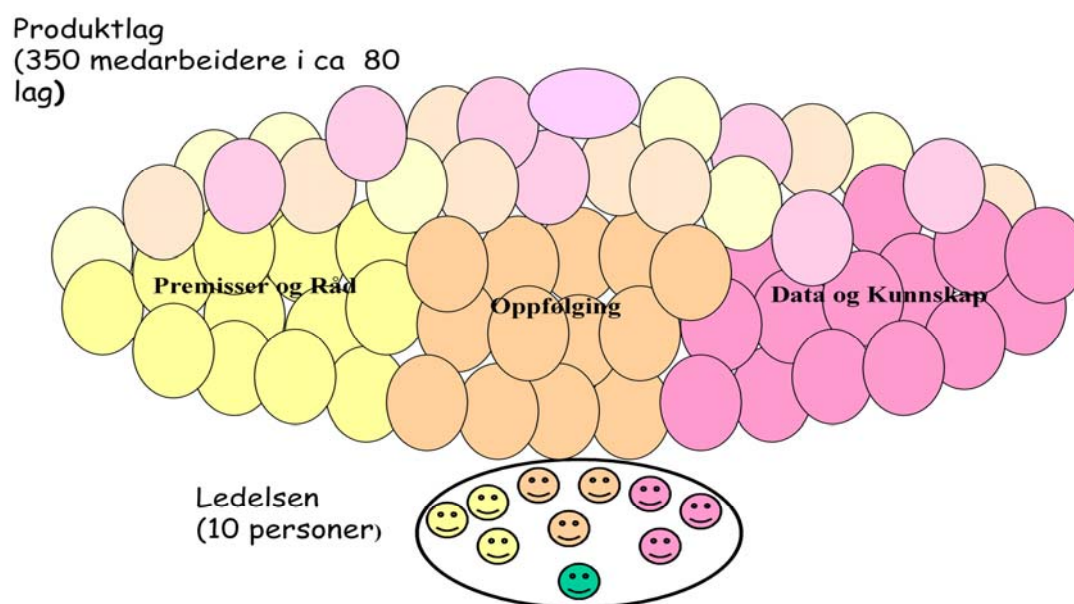 Produktlag
(350 medarbeidere i ca 80
lag)
Premisser og Råd
Oppfølging
Data og Kunnskap
Ledelsen
(10 personer)